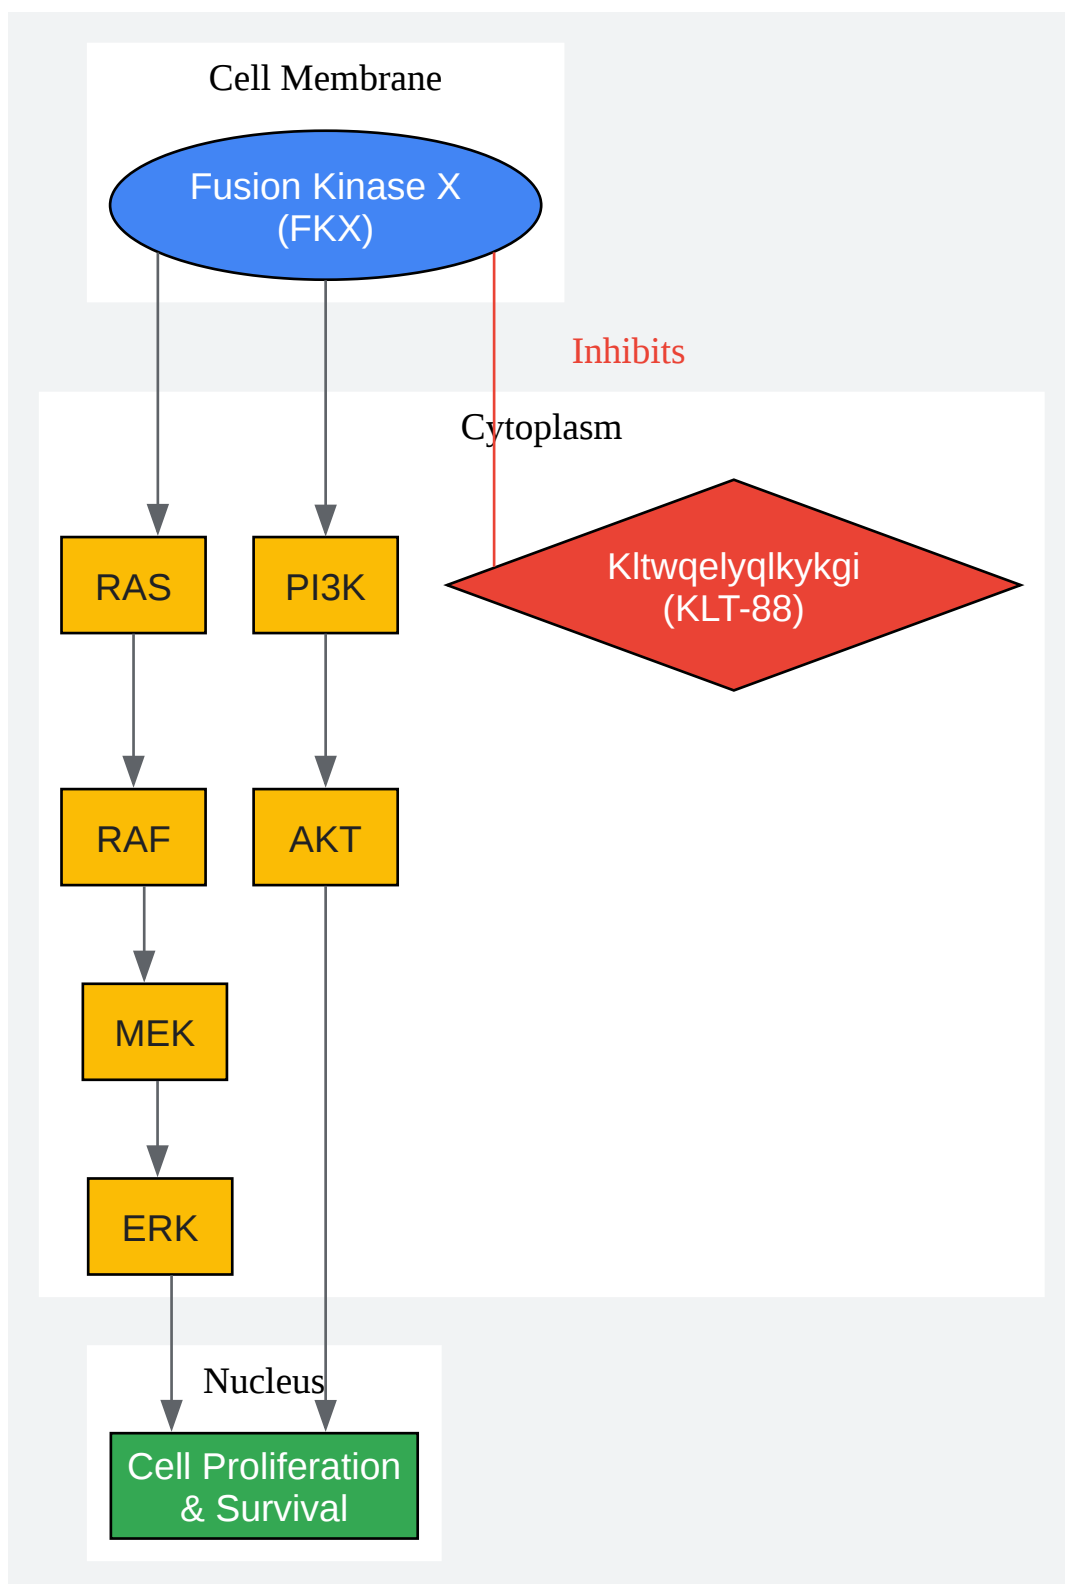 Cell Membrane
Fusion Kinase X
(FKX)
Inhibits
Cytoplasm
RAS
PI3K
Kltwqelyqlkykgi
(KLT-88)
RAF
AKT
MEK
ERK
Nucleus
Cell Proliferation
& Survival